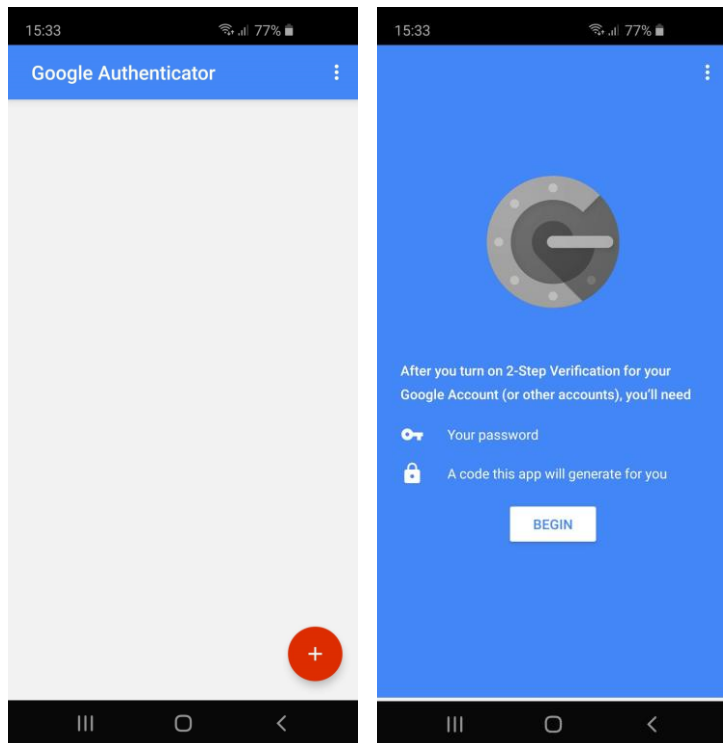 15:33
77%
Google Authenticator
+
15:33
77%
After you turn on 2-Step Verification for your
Google Account (or other accounts), you'll need
Your password
A code this app will generate for you
BEGIN